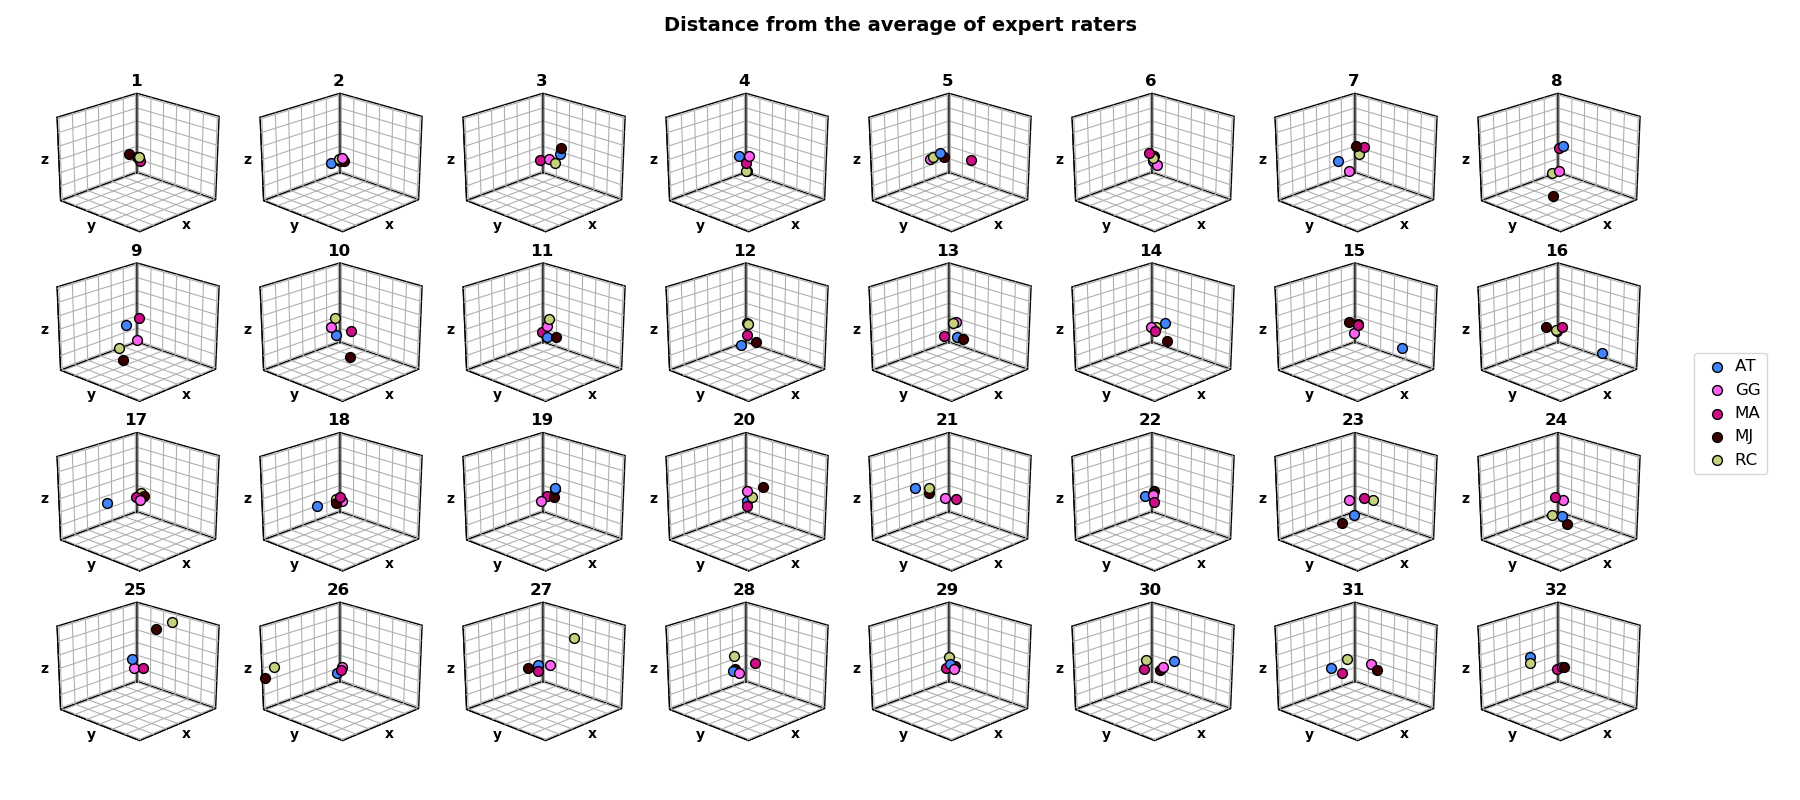 Distance from the average of expert raters
1 2 3 4 5 6 7 8
z z z z z z z z
y x y x y x y x y x y x y x y x
9 10 11 12 13 14 15 16
z z z z z z z z
y x y x y x y x y x y x y x y x
17 18 19 20 21 22 23 24
z z z z z z z z
y x y x y x y x y x y x y x y x
25 26 27 28 29 30 31 32
z z z z z z z z
y x y x y x y x y x y x y x y x
AT
GG
MA
MJ
RC